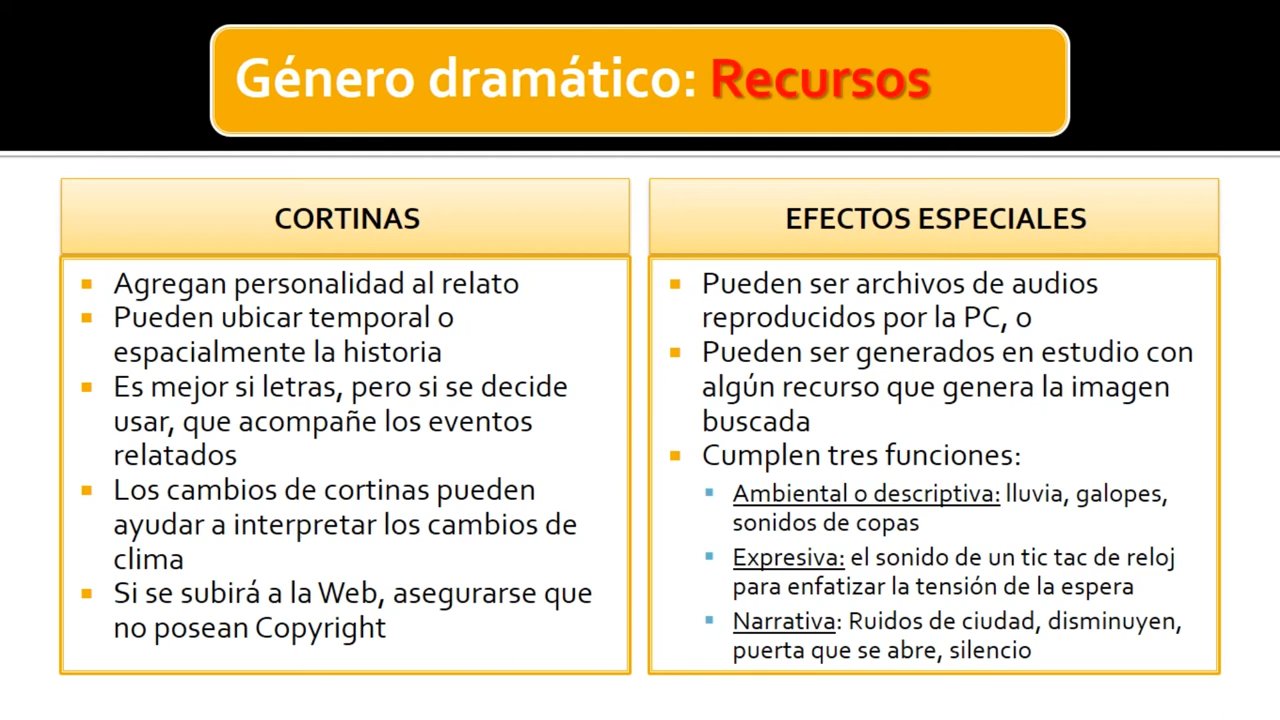 Género dramático: Recursos
CORTINAS
Agregan personalidad al relato
Pueden ubicar temporal o
espacialmente la historia
Es mejor si letras, pero si se decide
usar, que acompañe los eventos
relatados
Los cambios de cortinas pueden
ayudar a interpretar los cambios de
clima
Si se subirá a la Web, asegurarse que
no posean Copyright
EFECTOS ESPECIALES
Pueden ser archivos de audios
reproducidos por la PC, o
Pueden ser generados en estudio con
algún recurso que genera la imagen
buscada
Cumplen tres funciones:
Ambiental o descriptiva: lluvia, galopes,
sonidos de copas
Expresiva: el sonido de un tic tac de reloj
para enfatizar la tensión de la espera
Narrativa: Ruidos de ciudad, disminuyen,
puerta que se abre, silencio